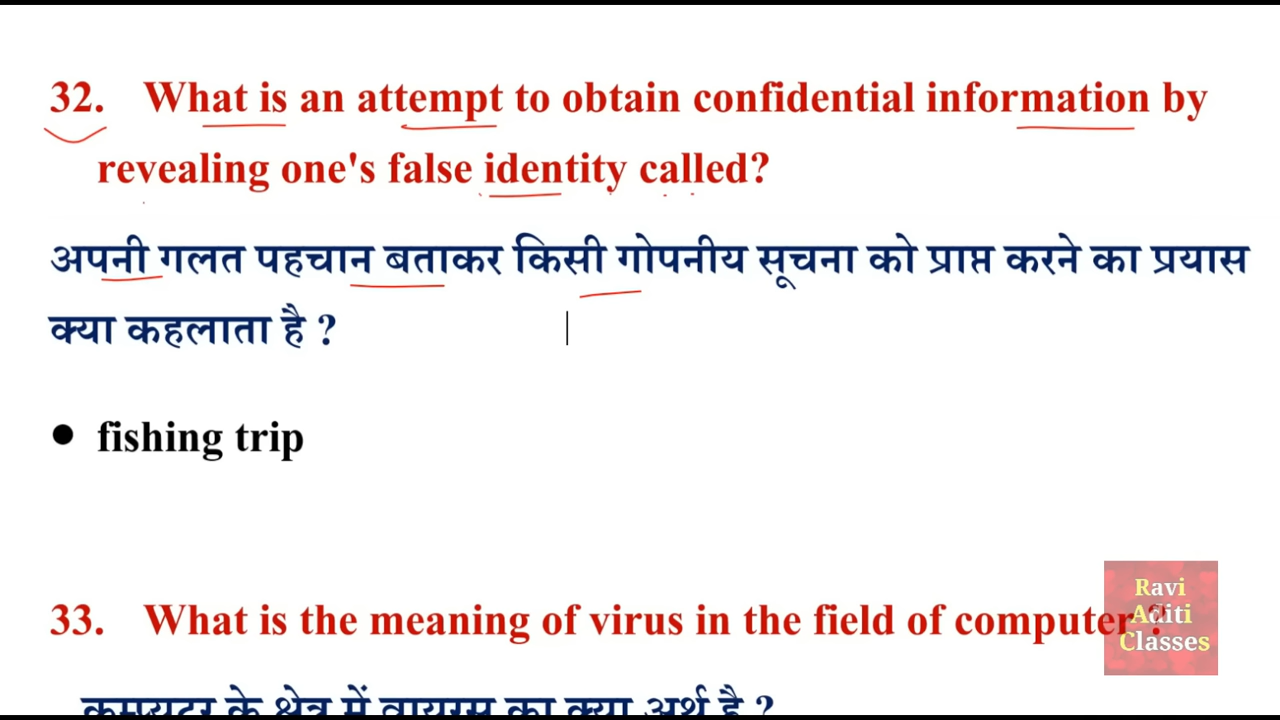 32. What is an attempt to obtain confidential information by
revealing one's false identity called?
अपनी गलत पहचान बताकर किसी गोपनीय सूचना को प्राप्त करने का प्रयास
क्या कहलाता है ?
• fishing trip
33. What is the meaning of virus in the field of computer ?
Ravi
Aditi
Classes
कम्प्यूटर के क्षेत्र में वायरस का क्या अर्थ है ?